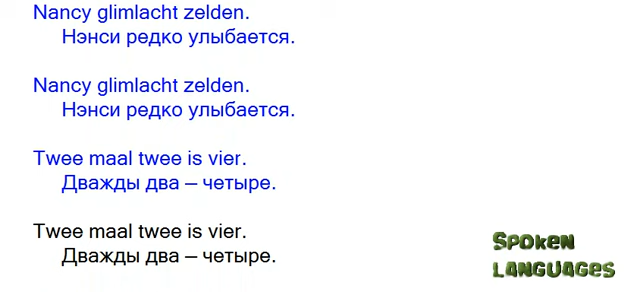 Nancy glimlacht zelden.
Нэнси редко улыбается.
Nancy glimlacht zelden.
Нэнси редко улыбается.
Twee maal twee is vier.
Дважды два — четыре.
Twee maal twee is vier.
Дважды два — четыре.
Spoken
Languages